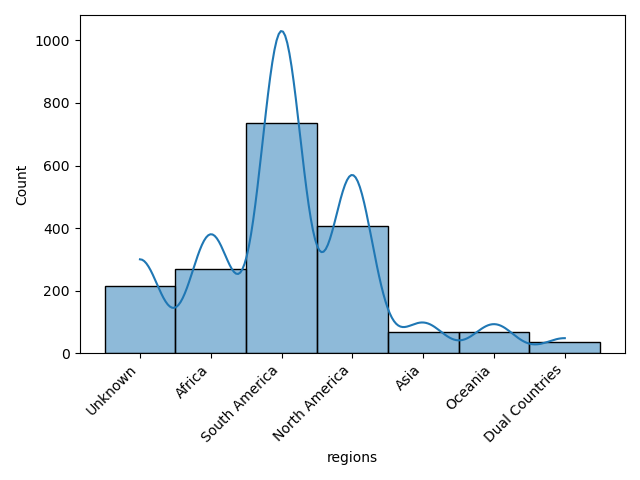 1000
800
600
400
200
0
Count
Unknown
Africa
South America
North America
Asia
Oceania
Dual Countries
regions